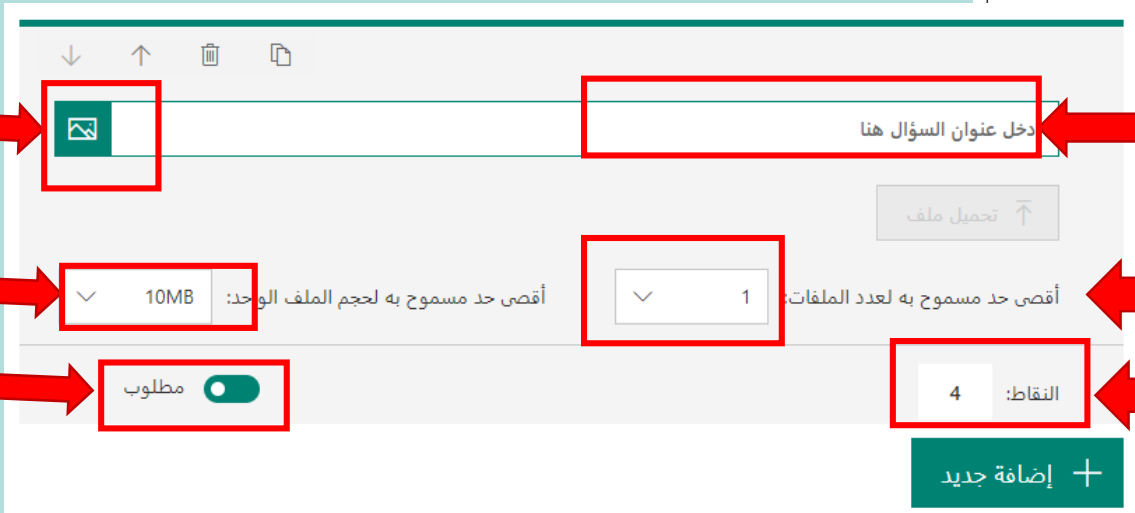 دخل عنوان السؤال هنا
تحميل ملف
أقصى حد مسموح به لعدد الملفات: 1 أقصى حد مسموح به لحجم الملف الواحد: 10MB
النقاط: 4 مطلوب
إضافة جديد